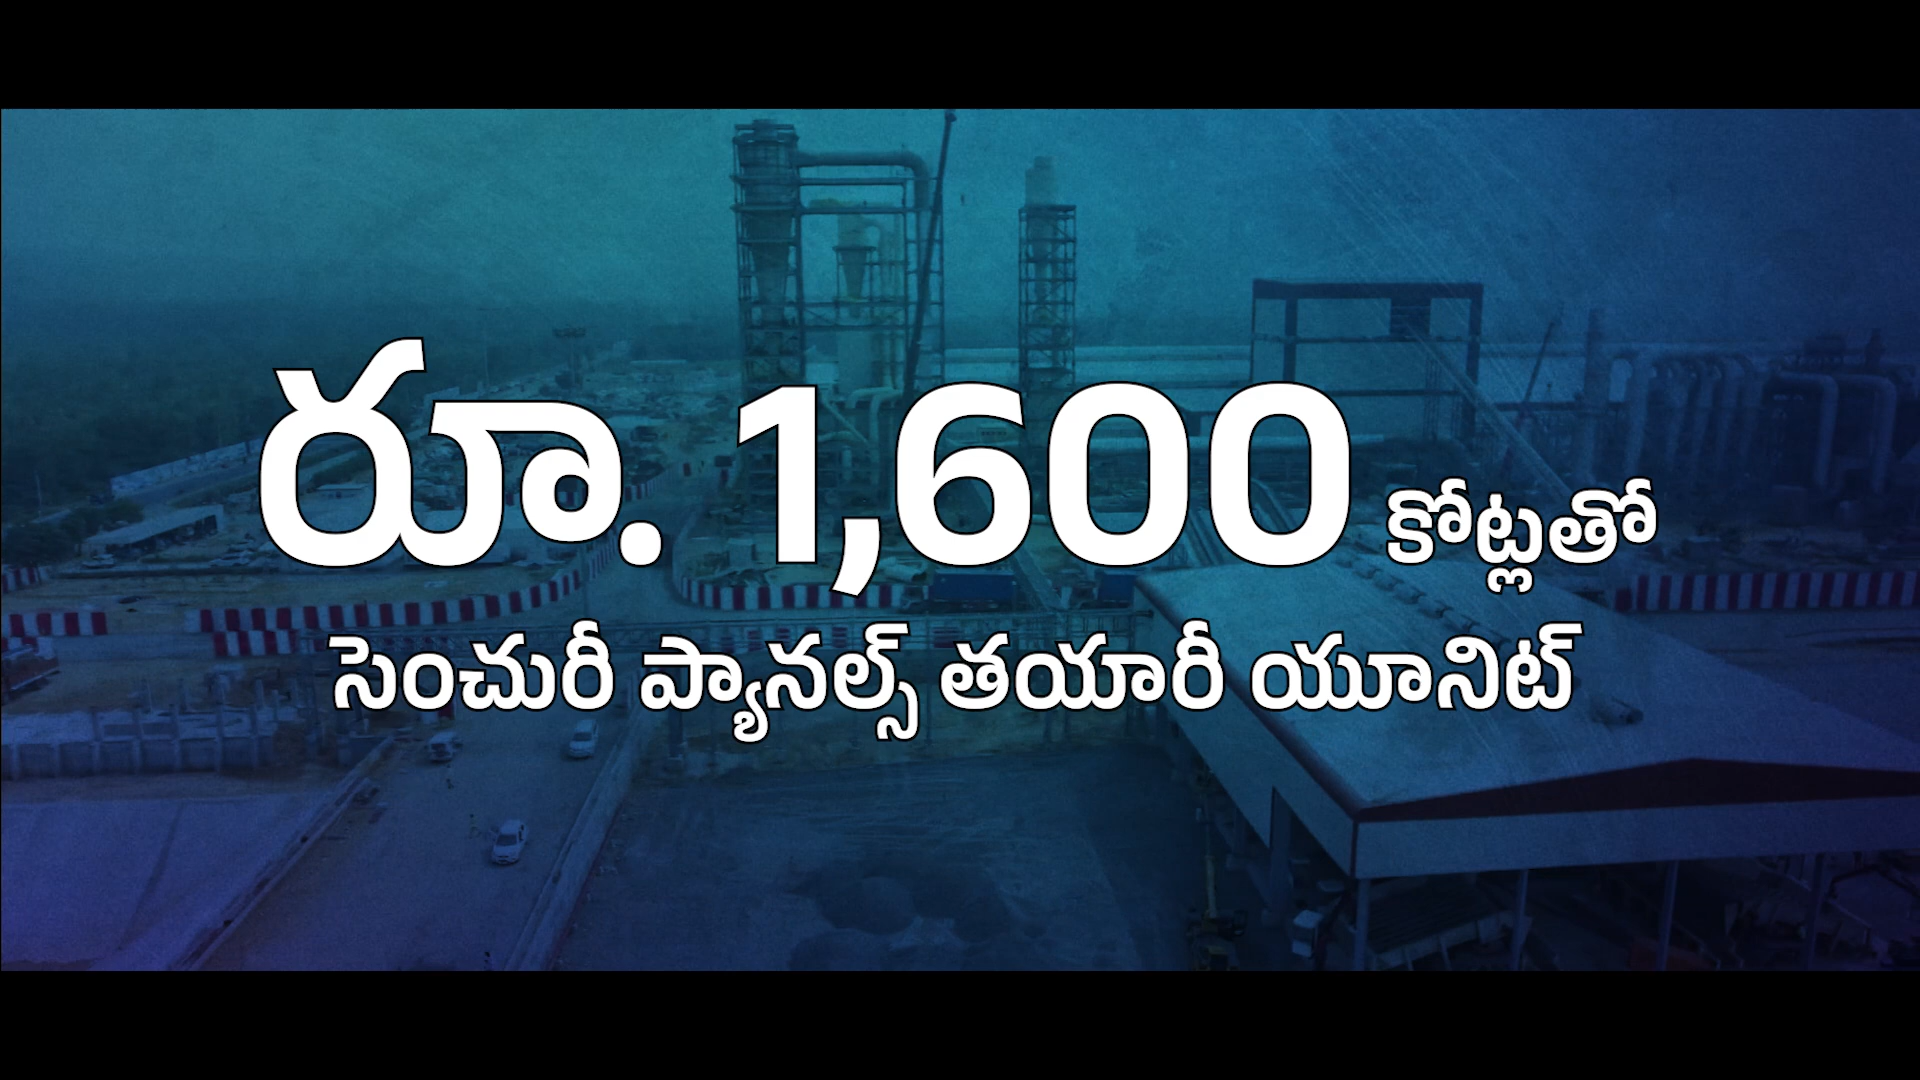 రూ. 1,600 కోట్లతో
సెంచురీ ప్యానల్స్ తయారీ యూనిట్